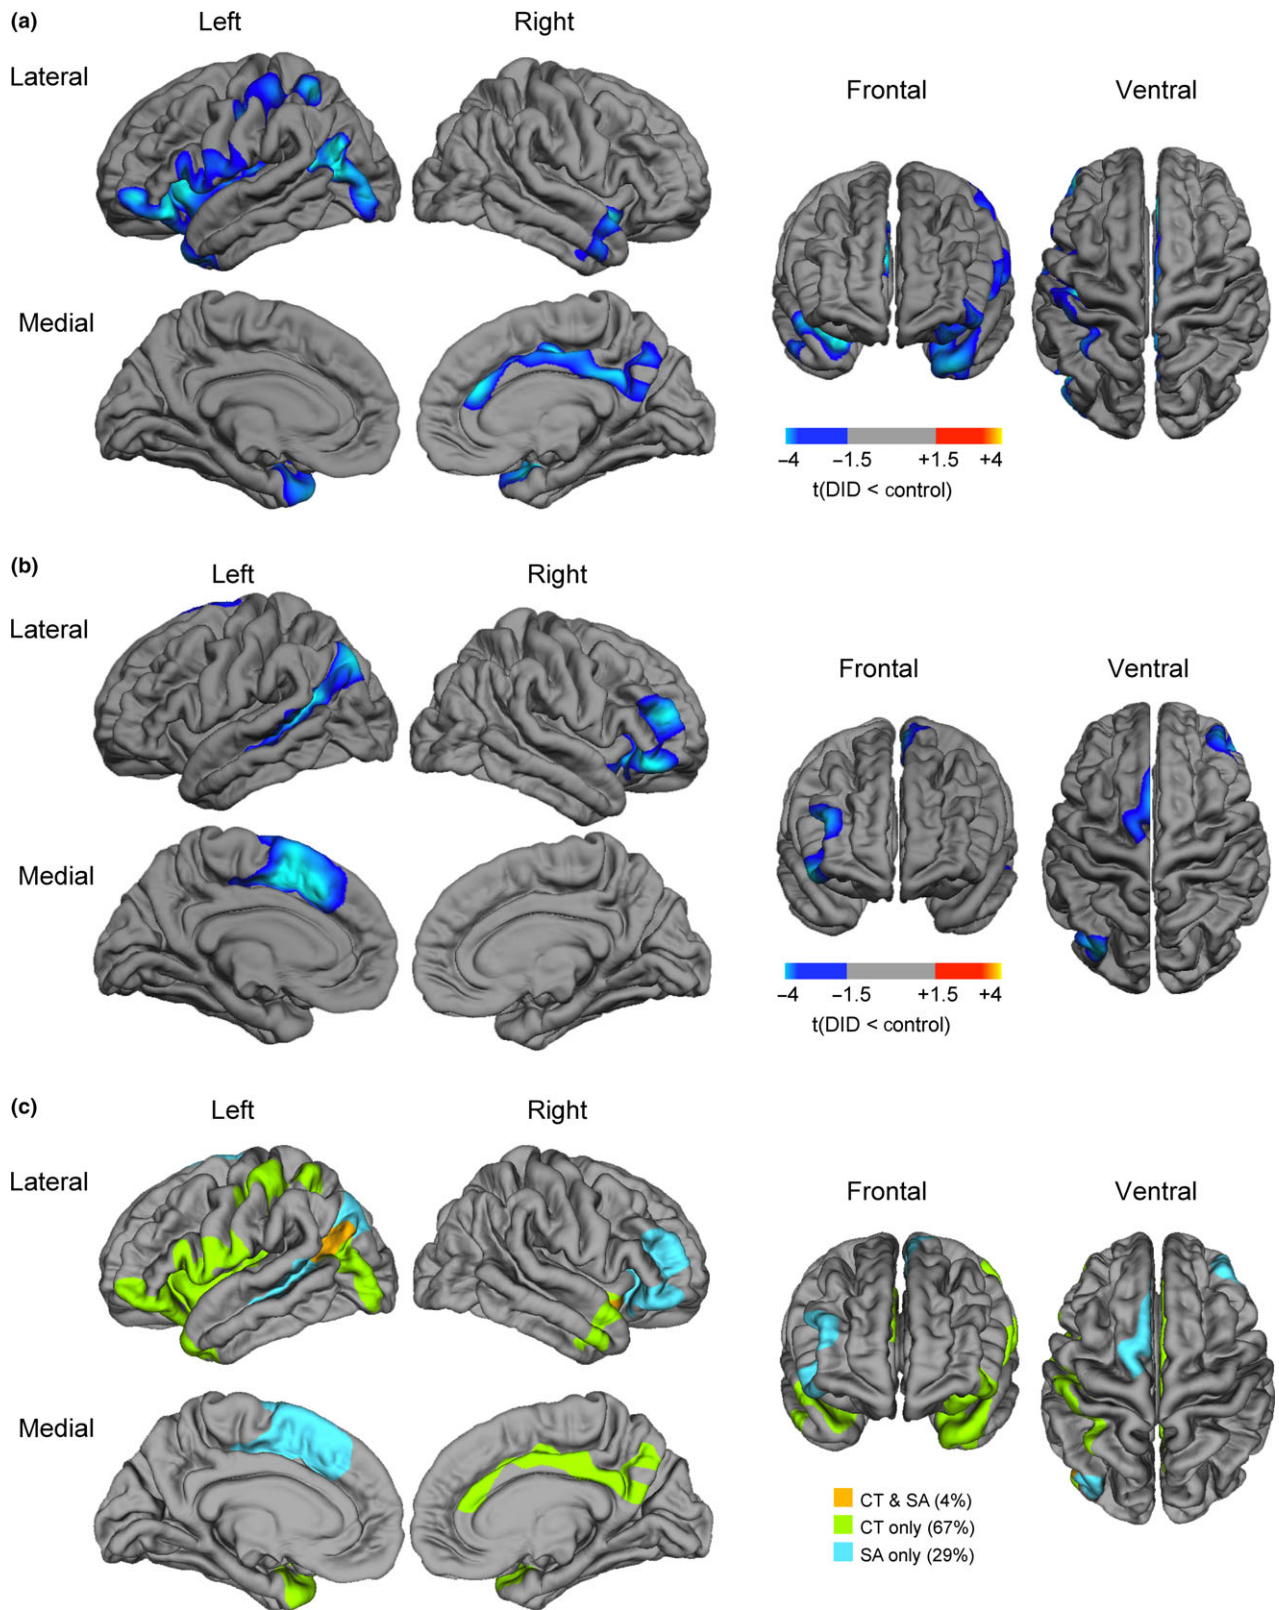 (a)
Left Right
Lateral
Frontal Ventral
Medial
−4 −1.5 +1.5 +4
t(DID < control)
(b)
Left Right
Lateral
Frontal Ventral
Medial
−4 −1.5 +1.5 +4
t(DID < control)
(c)
Left Right
Lateral
Frontal Ventral
Medial
CT & SA (4%)
CT only (67%)
SA only (29%)